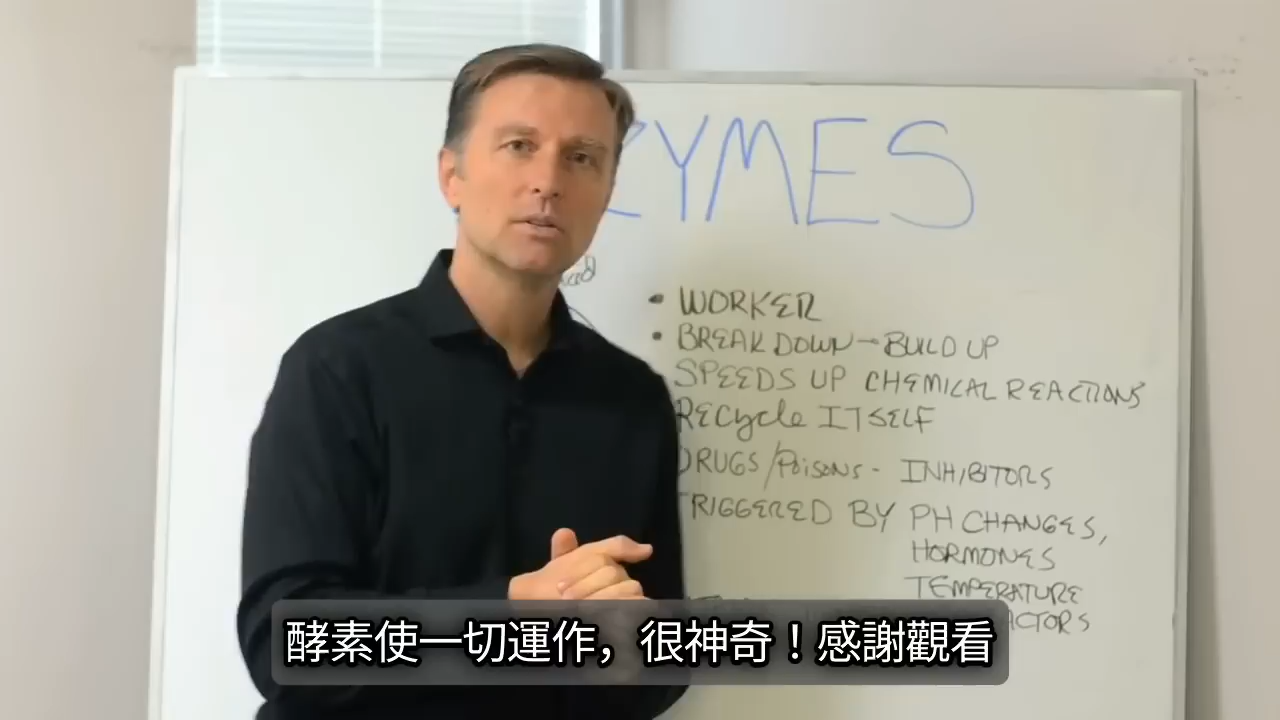 ZYMES
• WORKER
• BREAK DOWN → BUILD UP
SPEEDS UP CHEMICAL REACTIONS
RECYCLE ITSELF
DRUGS/POISONS - INHIBITORS
TRIGGERED BY PH CHANGES,
HORMONES
TEMPERATURE
ACTORS
酵素使一切運作，很神奇！感謝觀看